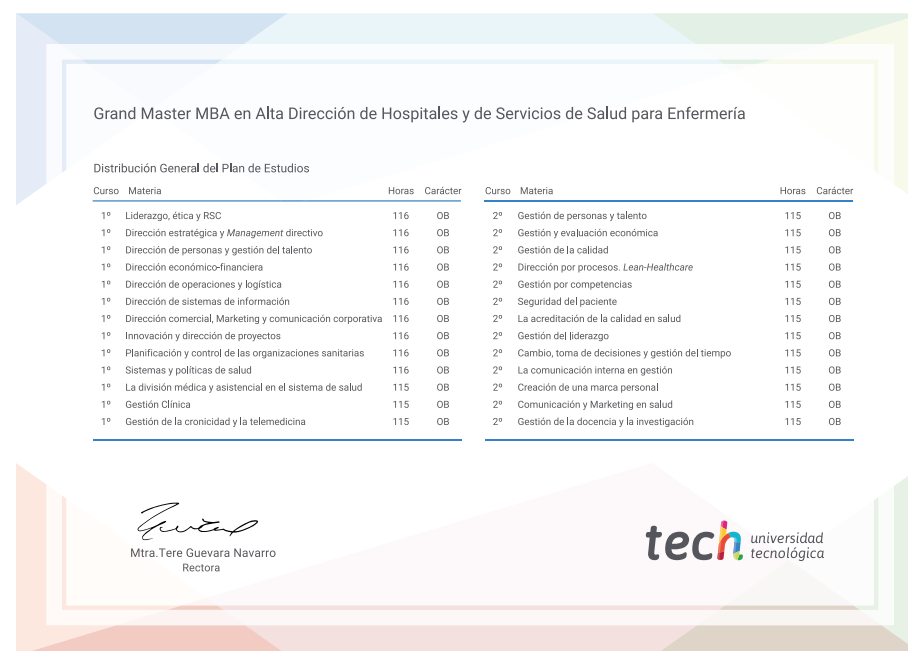 Grand Master MBA en Alta Dirección de Hospitales y de Servicios de Salud para Enfermería
Distribución General del Plan de Estudios
Curso Materia Horas Carácter
1º Liderazgo, ética y RSC 116 OB
1º Dirección estratégica y Management directivo 116 OB
1º Dirección de personas y gestión del talento 116 OB
1º Dirección económico-financiera 116 OB
1º Dirección de operaciones y logística 116 OB
1º Dirección de sistemas de información 116 OB
1º Dirección comercial, Marketing y comunicación corporativa 116 OB
1º Innovación y dirección de proyectos 116 OB
1º Planificación y control de las organizaciones sanitarias 116 OB
1º Sistemas y políticas de salud 116 OB
1º La división médica y asistencial en el sistema de salud 115 OB
1º Gestión Clínica 115 OB
1º Gestión de la cronicidad y la telemedicina 115 OB
Curso Materia Horas Carácter
2º Gestión de personas y talento 115 OB
2º Gestión y evaluación económica 115 OB
2º Gestión de la calidad 115 OB
2º Dirección por procesos. Lean-Healthcare 115 OB
2º Gestión por competencias 115 OB
2º Seguridad del paciente 115 OB
2º La acreditación de la calidad en salud 115 OB
2º Gestión del liderazgo 115 OB
2º Cambio, toma de decisiones y gestión del tiempo 115 OB
2º La comunicación interna en gestión 115 OB
2º Creación de una marca personal 115 OB
2º Comunicación y Marketing en salud 115 OB
2º Gestión de la docencia y la investigación 115 OB
Mtra.Tere Guevara Navarro
Rectora
tech universidad
tecnológica